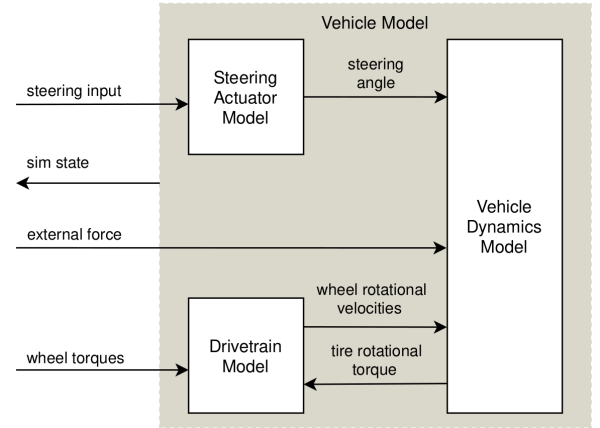 Vehicle Model
steering input
Steering
Actuator
Model
steering
angle
sim state
external force
Vehicle
Dynamics
Model
wheel torques
Drivetrain
Model
wheel rotational
velocities
tire rotational
torque